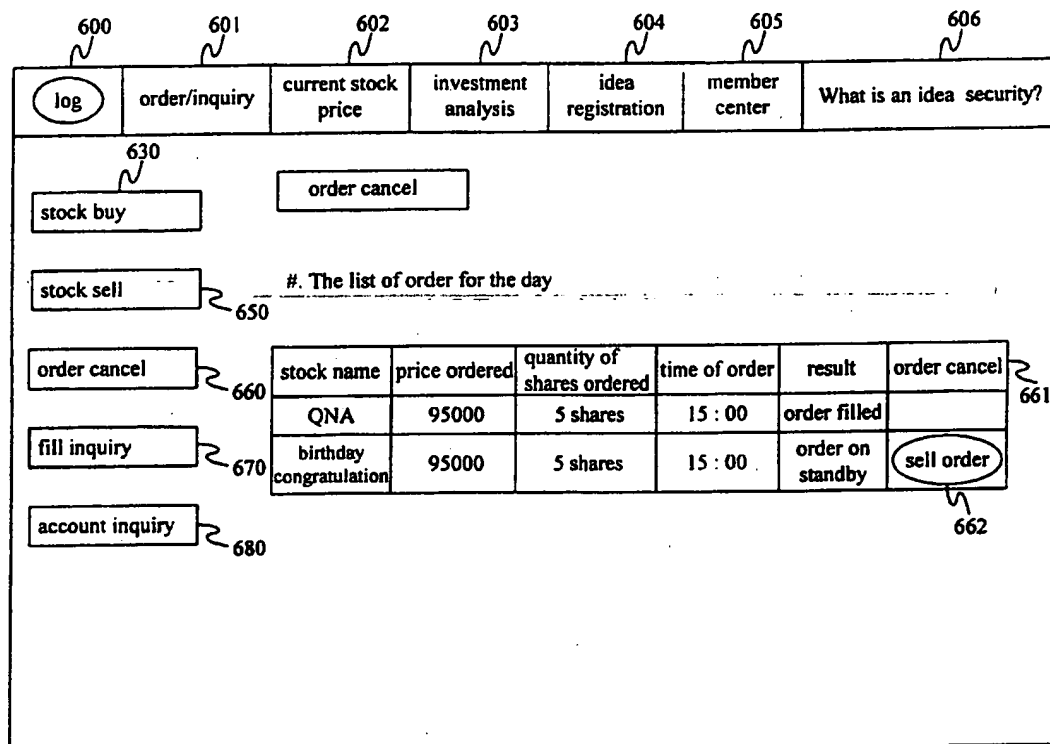 600 601 602 603 604 605 606
log order/inquiry current stock price investment analysis idea registration member center What is an idea security?
630
stock buy
order cancel
stock sell
650
#. The list of order for the day
order cancel
660
fill inquiry
670
account inquiry
680
stock name price ordered quantity of shares ordered time of order result order cancel
661
QNA 95000 5 shares 15 : 00 order filled
birthday congratulation 95000 5 shares 15 : 00 order on standby sell order
662